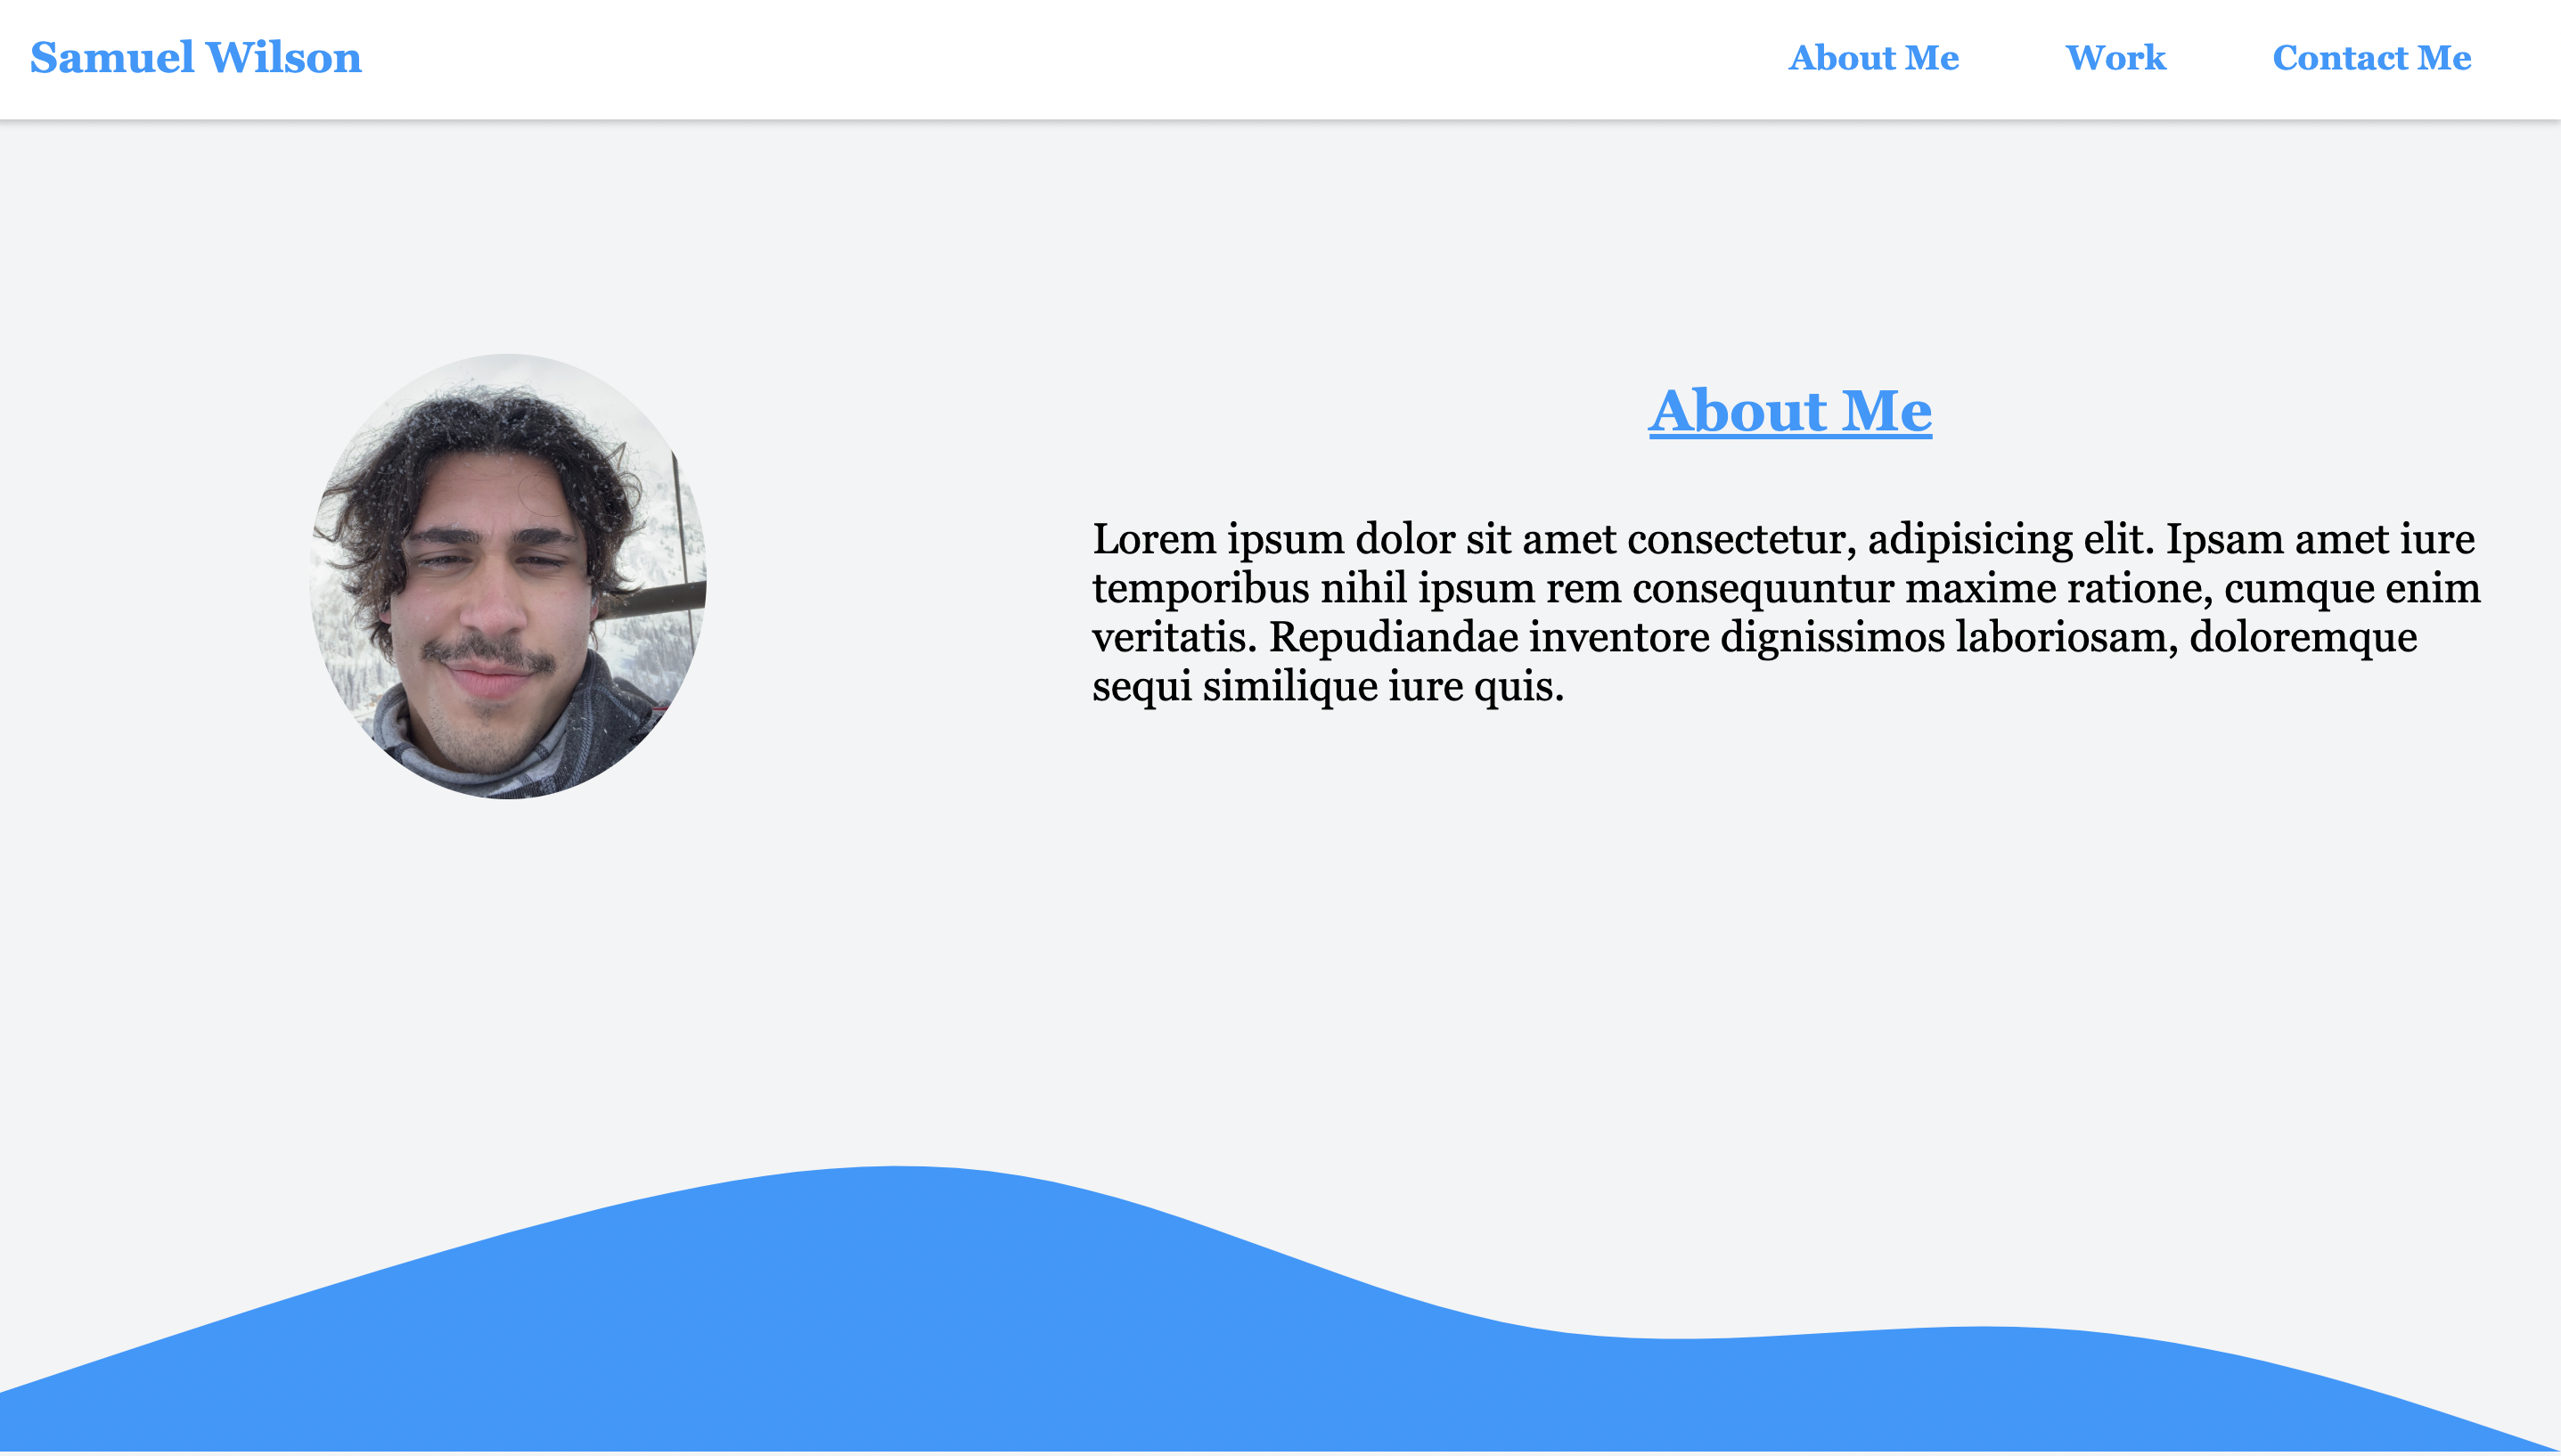 Samuel Wilson
About Me
Work
Contact Me
About Me
Lorem ipsum dolor sit amet consectetur, adipisicing elit. Ipsam amet iure
temporibus nihil ipsum rem consequuntur maxime ratione, cumque enim
veritatis. Repudiandae inventore dignissimos laboriosam, doloremque
sequi similique iure quis.